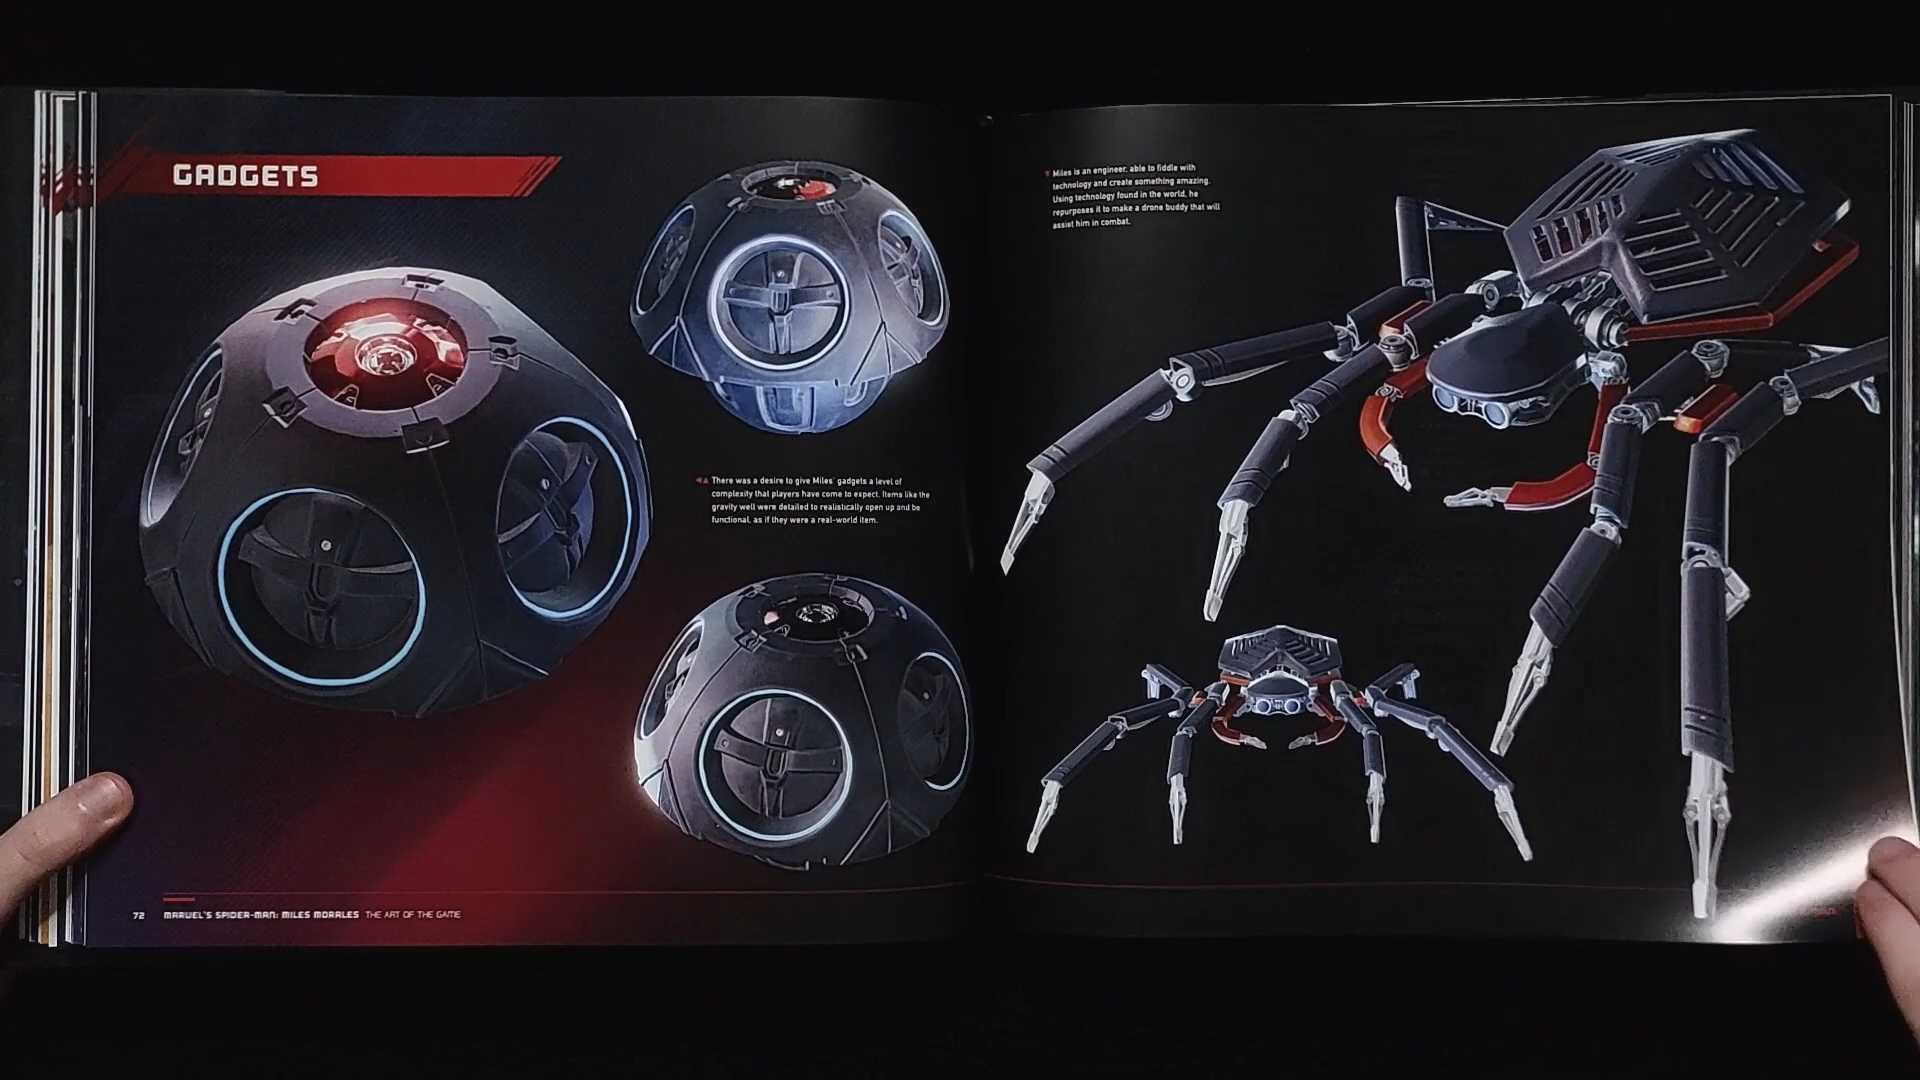 GADGETS
There was a desire to give Miles' gadgets a level of
complexity that players have come to expect. Items like the
gravity well were detailed to realistically open up and be
functional, as if they were a real-world item.
72 MARVEL'S SPIDER-MAN: MILES MORALES THE ART OF THE GAME
Miles is an engineer, able to fiddle with
technology and create something amazing.
Using technology found in the world, he
repurposes it to make a drone buddy that will
assist him in combat.